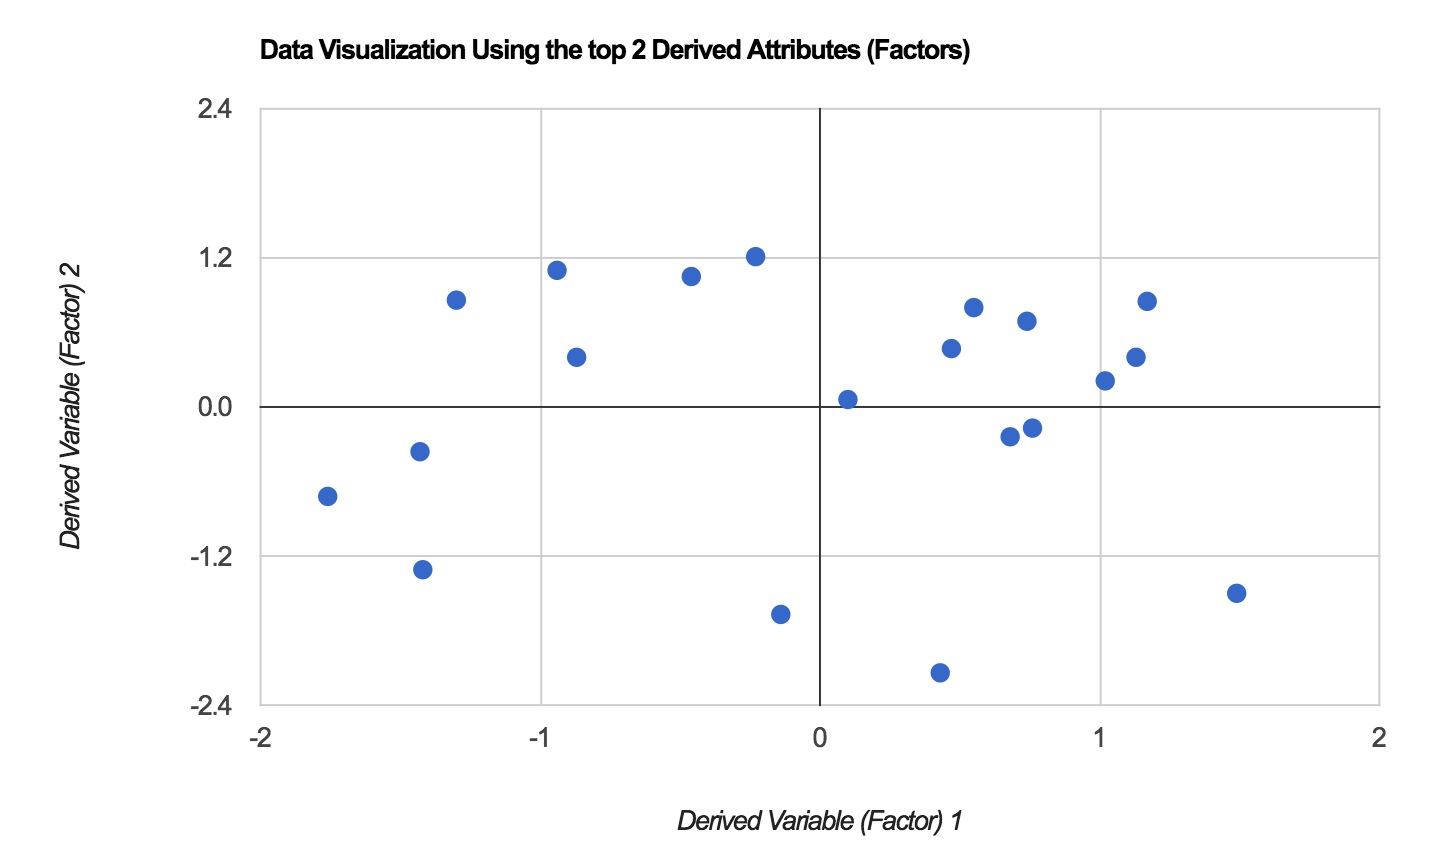 Data Visualization Using the top 2 Derived Attributes (Factors)
2.4
1.2
0.0
-1.2
-2.4
Derived Variable (Factor) 2
-2 -1 0 1 2
Derived Variable (Factor) 1